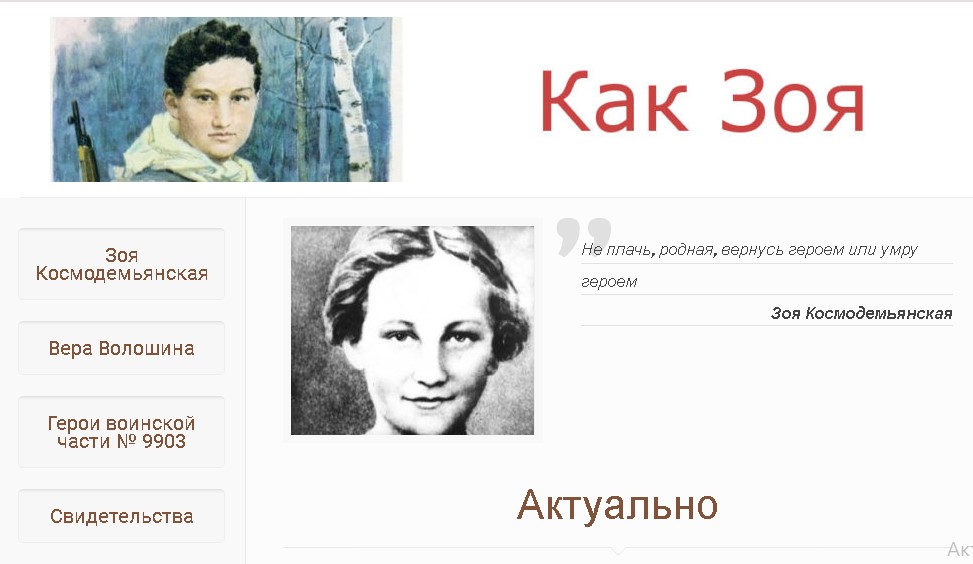 Как Зоя
Зоя
Космодемьянская
Вера Волошина
Герои воинской
части № 9903
Свидетельства
Не плачь, родная, вернусь героем или умру
героем
Зоя Космодемьянская
Актуально